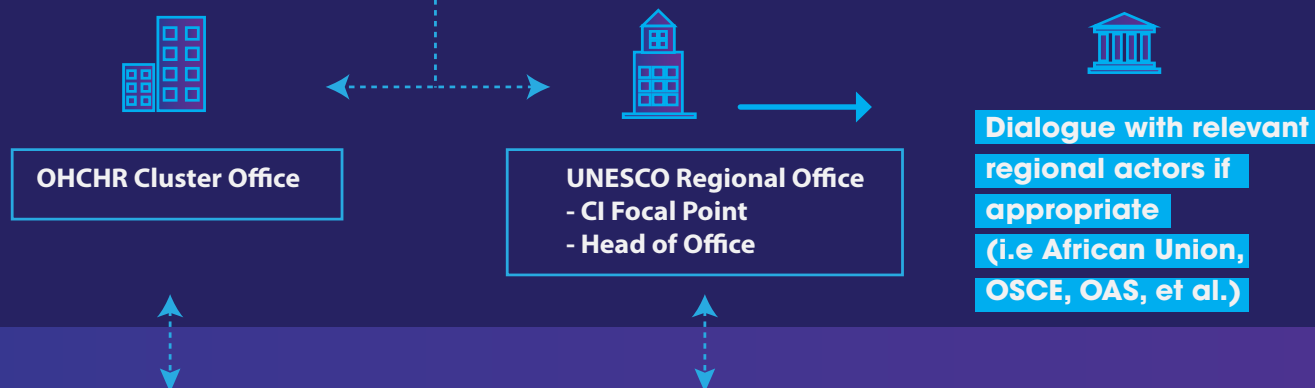 OHCHR Cluster Office
UNESCO Regional Office
- CI Focal Point
- Head of Office
Dialogue with relevant
regional actors if
appropriate
(i.e African Union,
OSCE, OAS, et al.)